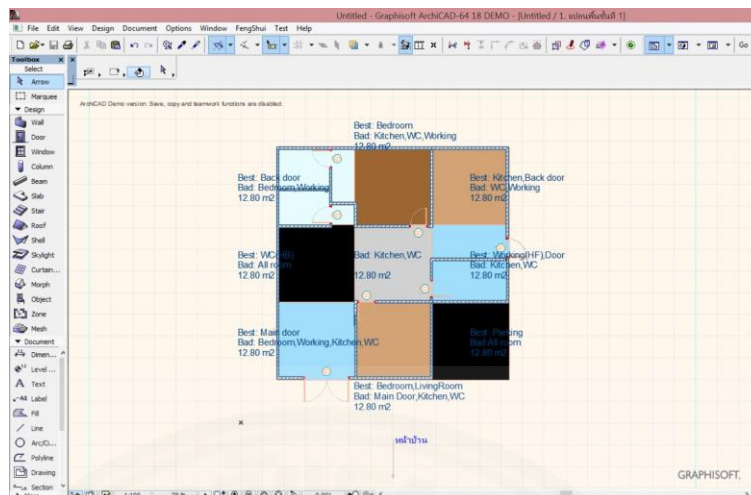 Untitled - Graphisoft ArchiCAD-64 18 DEMO - [Untitled / 1. แปลนพื้นชั้นที่ 1]
File Edit View Design Document Options Window FengShui Test Help
Toolbox
Select
Arrow
Marquee
Design
Wall
Door
Window
Column
Beam
Slab
Stair
Roof
Shell
Skylight
Curtain...
Morph
Object
Zone
Mesh
Document
Dimen...
Level ...
Text
Label
Fill
Line
Arc/Ci...
Polyline
Drawing
Section
Go
ArchiCAD Demo version. Save, copy and teamwork functions are disabled.
Best: Bedroom
Bad: Kitchen,WC,Working
12.80 m2
Best: Back door
Bad: Bedroom,Working
12.80 m2
Best: Kitchen,Back door
Bad: WC,Working
12.80 m2
Best: WC(HB)
Bad: All room
12.80 m2
Bad: Kitchen,WC
12.80 m2
Best: Working(HF),Door
Bad: Kitchen,WC
12.80 m2
Best: Main door
Bad: Bedroom,Working,Kitchen,WC
12.80 m2
Best: Parking
Bad:All room
12.80 m2
Best: Bedroom,LivingRoom
Bad: Main Door,Kitchen,WC
12.80 m2
หน้าบ้าน
GRAPHISOFT.